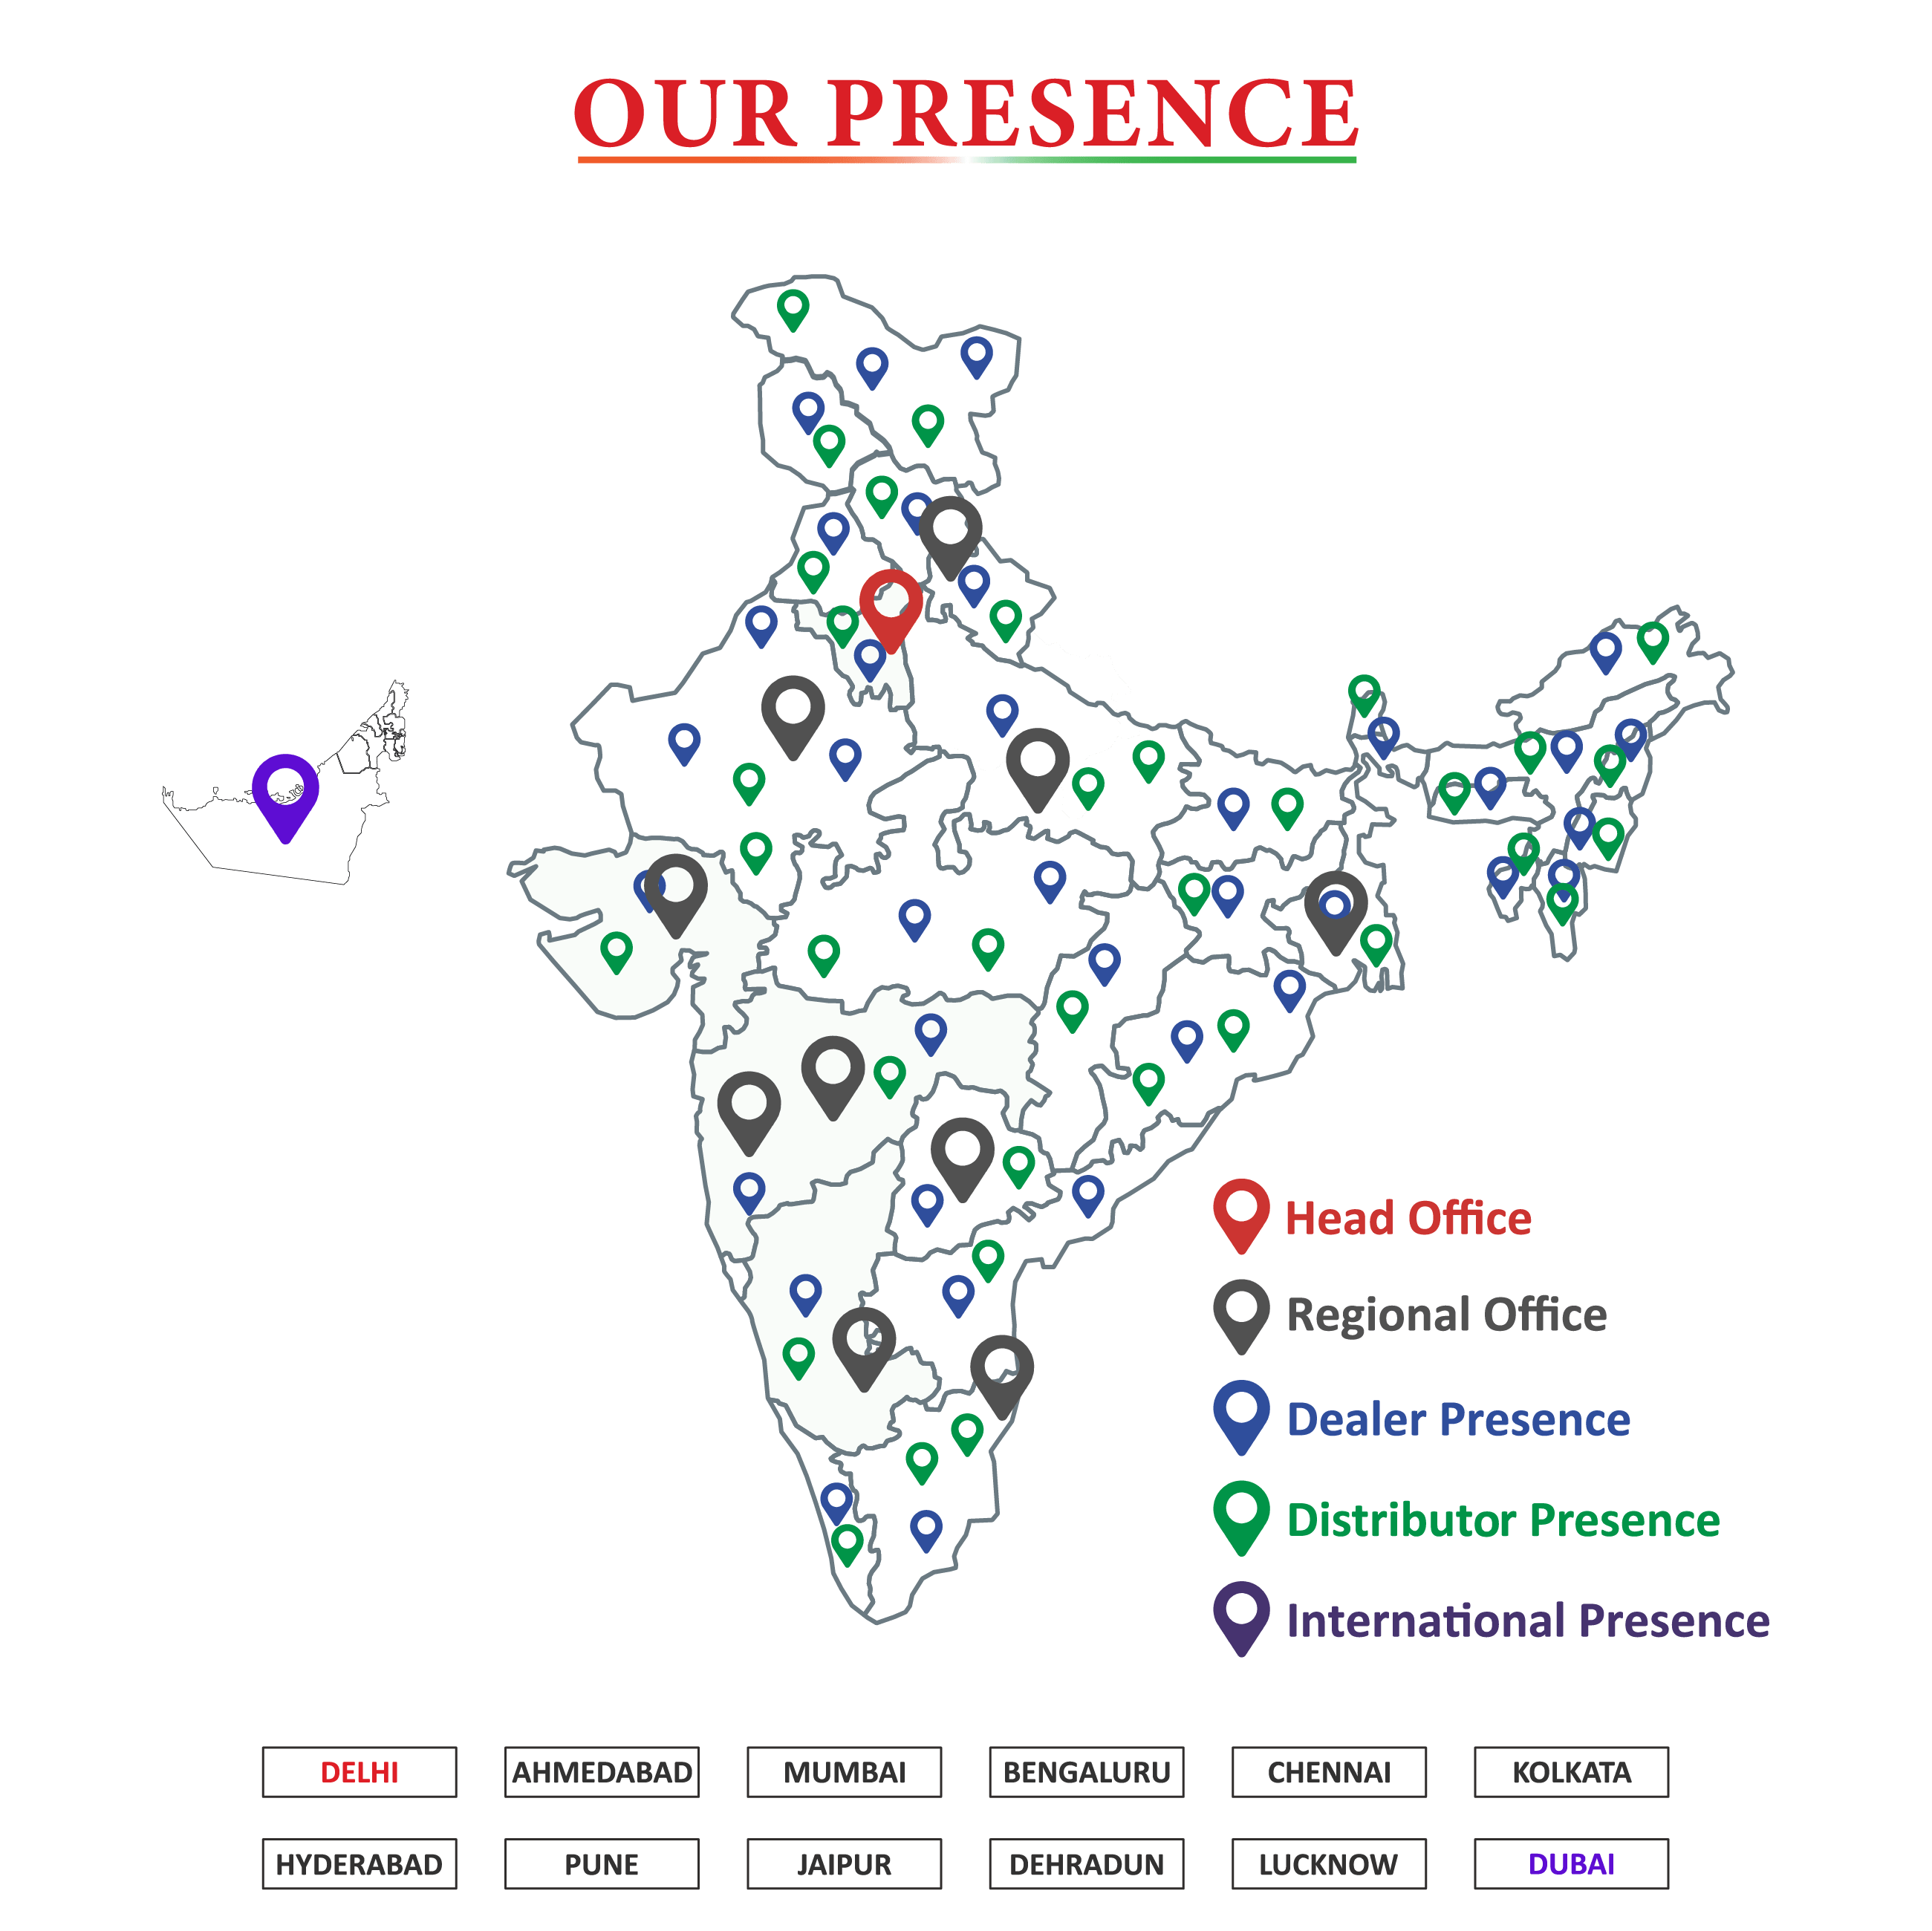 OUR PRESENCE
Head Office
Regional Office
Dealer Presence
Distributor Presence
International Presence
DELHI
AHMEDABAD
MUMBAI
BENGALURU
CHENNAI
KOLKATA
HYDERABAD
PUNE
JAIPUR
DEHRADUN
LUCKNOW
DUBAI